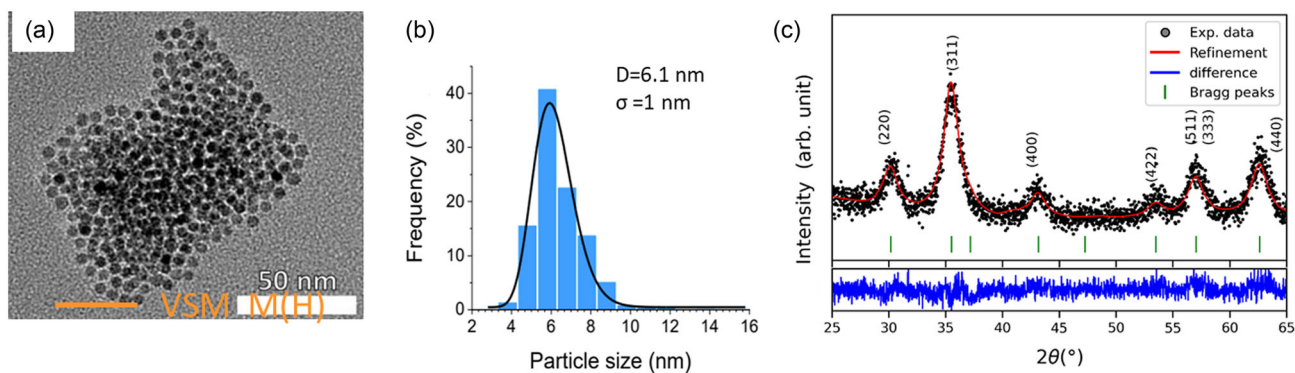 (a)
50 nm
VSM M(H)
(b)
D=6.1 nm
σ =1 nm
Frequency (%)
40
30
20
10
0
2
4
6
8
10
12
14
16
Particle size (nm)
(c)
Exp. data
Refinement
difference
Bragg peaks
(220)
(311)
(400)
(422)
(511)
(333)
(440)
Intensity (arb. unit)
25
30
35
40
45
50
55
60
65
2θ(°)